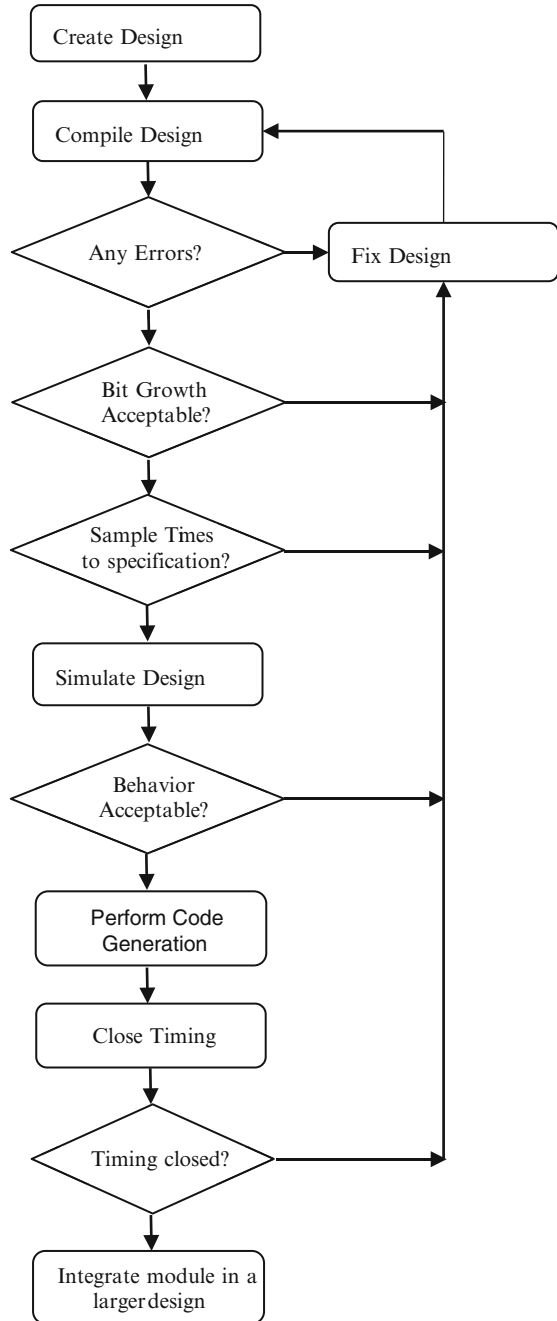 Create Design
Compile Design
Any Errors?
Fix Design
Bit Growth
Acceptable?
Sample Times
to specification?
Simulate Design
Behavior
Acceptable?
Perform Code
Generation
Close Timing
Timing closed?
Integrate module in a
larger design